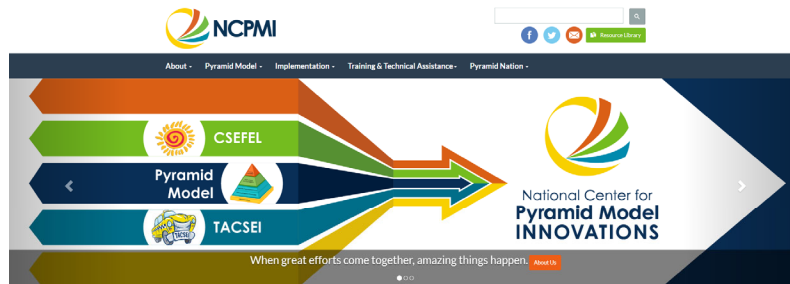 NCPMI
Resource Library
About
Pyramid Model
Implementation
Training & Technical Assistance
Pyramid Nation
CSEFEL
Pyramid
Model
TACSEI
TACSEI
National Center for
Pyramid Model
INNOVATIONS
When great efforts come together, amazing things happen.
About Us